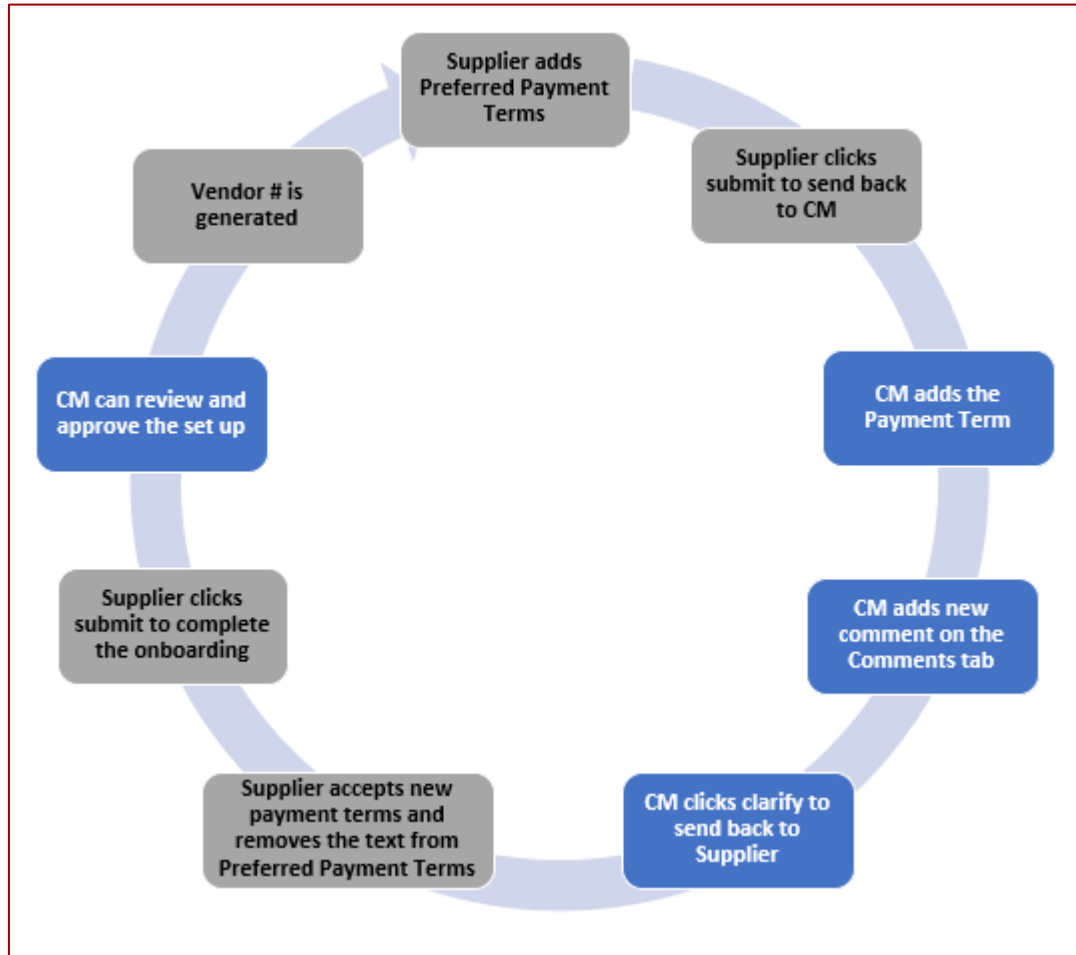 Supplier adds
Preferred Payment
Terms
Supplier clicks
submit to send back
to CM
CM adds the
Payment Term
CM adds new
comment on the
Comments tab
CM clicks clarify to
send back to
Supplier
Supplier accepts new
payment terms and
removes the text from
Preferred Payment Terms
Supplier clicks
submit to complete
the onboarding
CM can review and
approve the set up
Vendor # is
generated